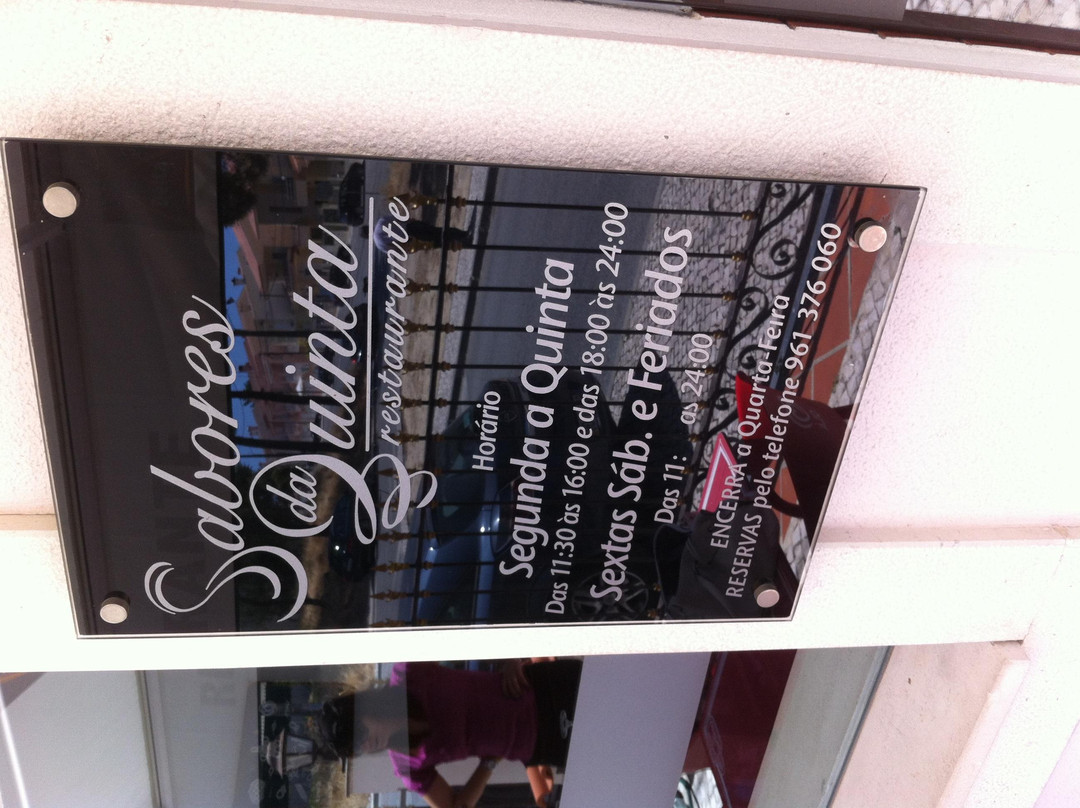 Sabores
da
Quinta
restaurante
Horário
Segunda a Quinta
Das 11:30 às 16:00 e das 18:00 às 24:00
Sextas Sáb. e Feriados
Das 11: às 24:00
ENCERRA à Quarta-Feira
RESERVAS pelo telefone 961 376 060